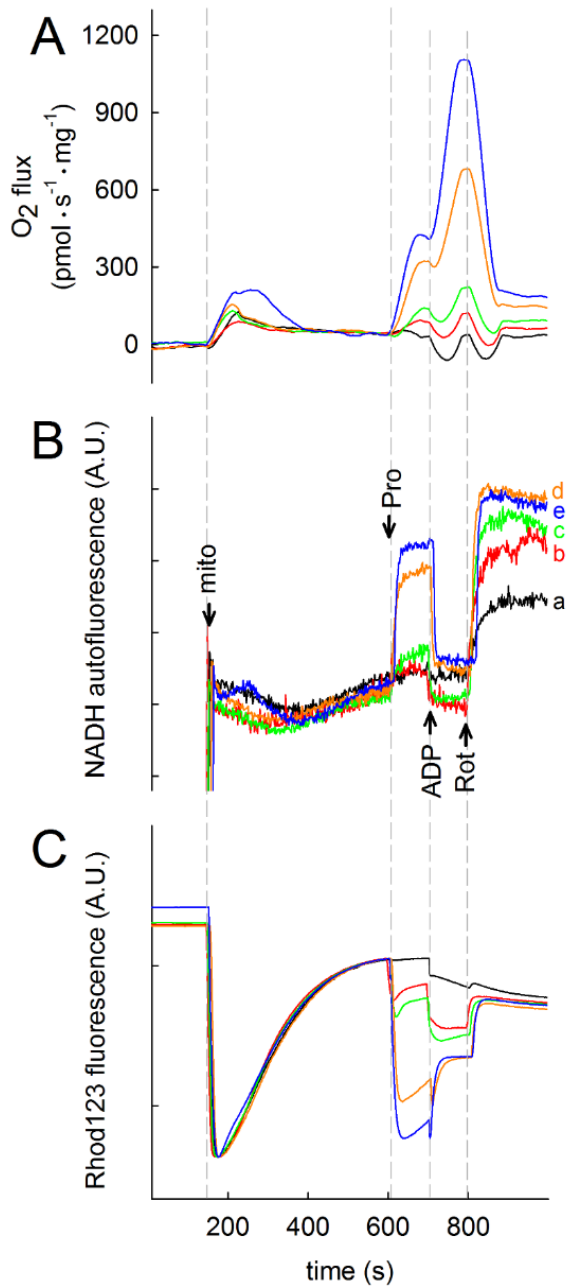 A
1200
900
600
300
0
O₂ flux
(pmol · s⁻¹ · mg⁻¹)
B
NADH autofluorescence (A.U.)
mito
Pro
ADP
Rot
d
e
c
b
a
C
Rhod123 fluorescence (A.U.)
200
400
600
800
time (s)